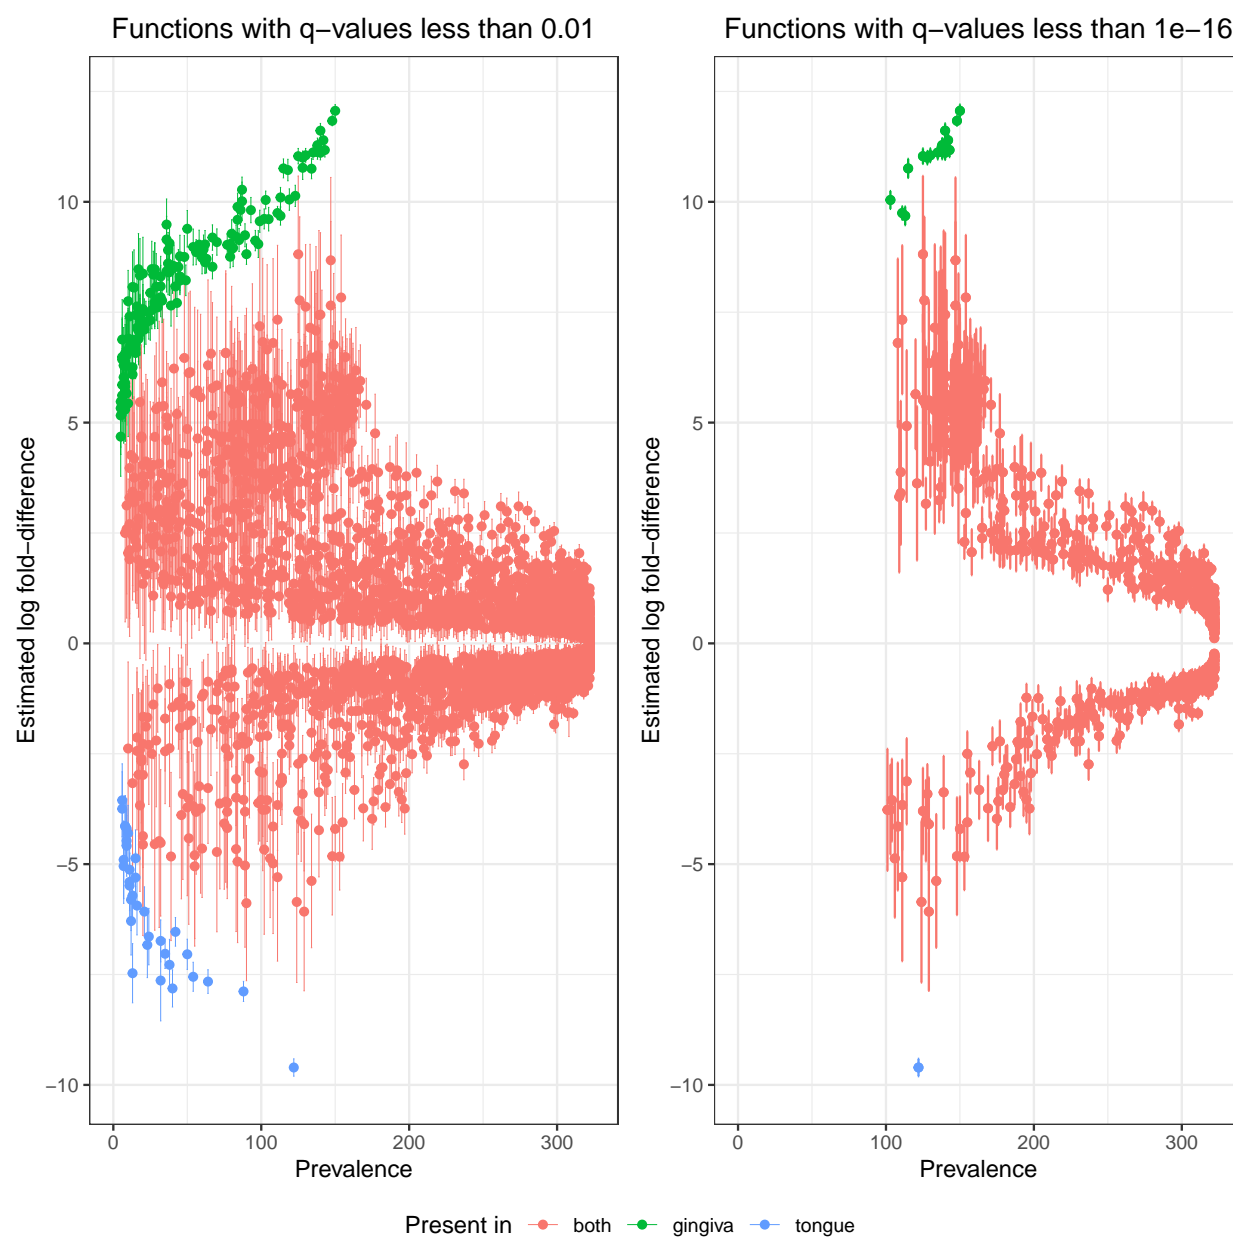 Functions with q−values less than 0.01
Functions with q−values less than 1e−16
Estimated log fold−difference
10
5
0
−5
−10
0
100
200
300
Prevalence
Estimated log fold−difference
10
5
0
−5
−10
0
100
200
300
Prevalence
Present in
both
gingiva
tongue